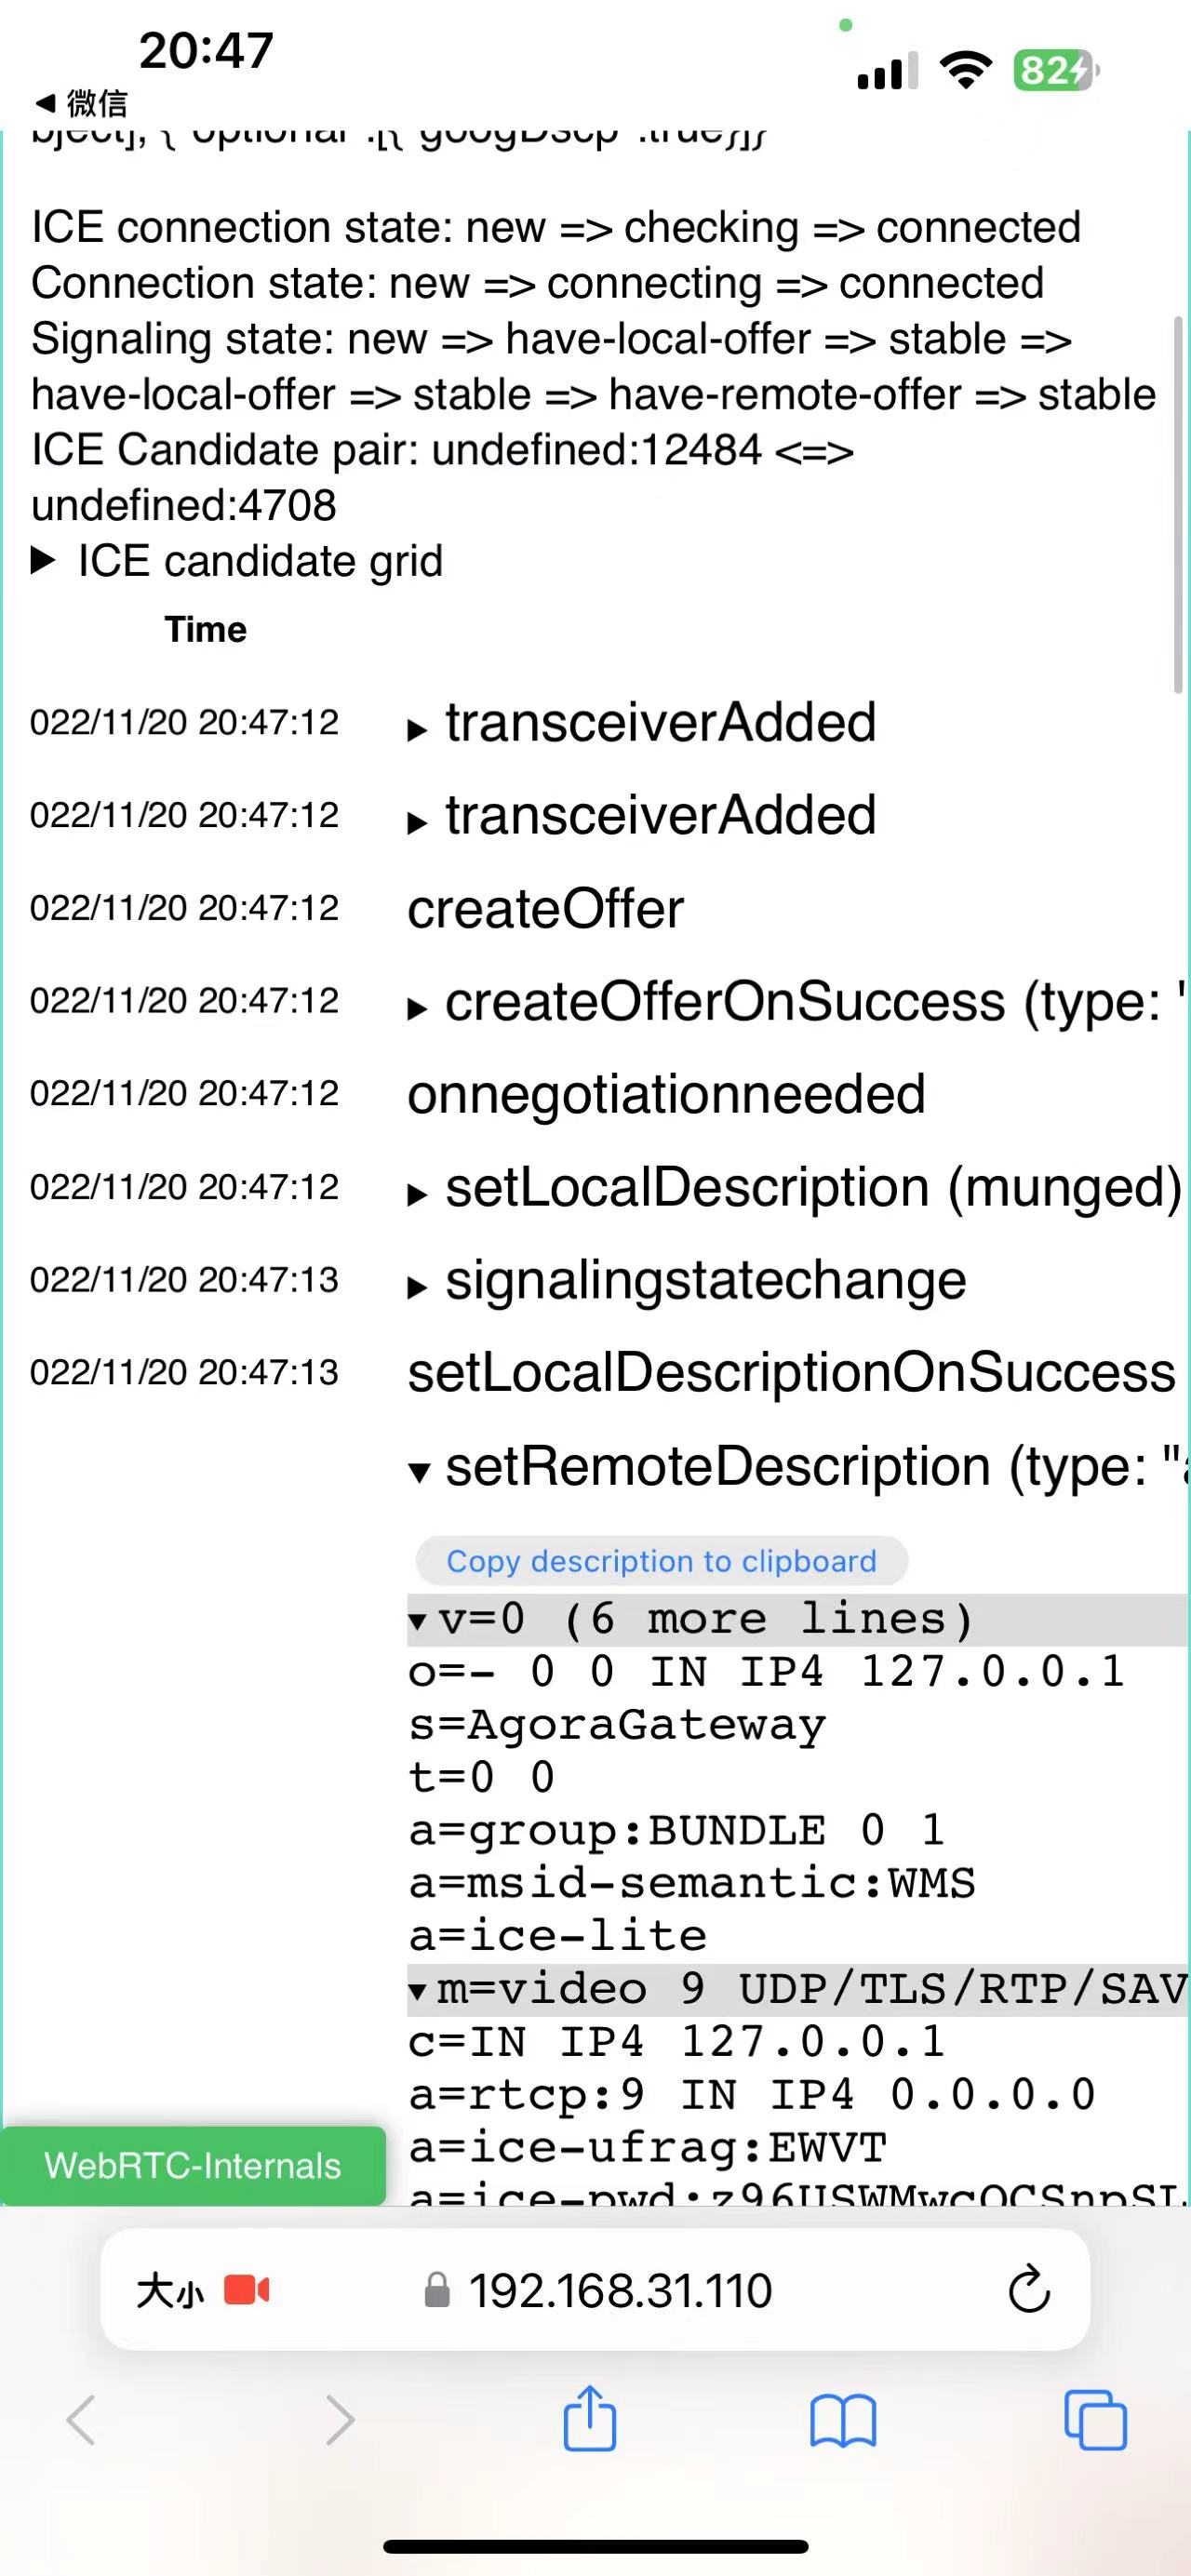 20:47
82
◀ 微信
bject], { optional :[{ googDscp :true}]}
ICE connection state: new => checking => connected
Connection state: new => connecting => connected
Signaling state: new => have-local-offer => stable =>
have-local-offer => stable => have-remote-offer => stable
ICE Candidate pair: undefined:12484 <=>
undefined:4708
▶ ICE candidate grid
Time
022/11/20 20:47:12 ▶ transceiverAdded
022/11/20 20:47:12 ▶ transceiverAdded
022/11/20 20:47:12 createOffer
022/11/20 20:47:12 ▶ createOfferOnSuccess (type: "
022/11/20 20:47:12 onnegotiationneeded
022/11/20 20:47:12 ▶ setLocalDescription (munged)
022/11/20 20:47:13 ▶ signalingstatechange
022/11/20 20:47:13 setLocalDescriptionOnSuccess
▼ setRemoteDescription (type: "a
Copy description to clipboard
▼ v=0 (6 more lines)
o=- 0 0 IN IP4 127.0.0.1
s=AgoraGateway
t=0 0
a=group:BUNDLE 0 1
a=msid-semantic:WMS
a=ice-lite
▼ m=video 9 UDP/TLS/RTP/SAV
c=IN IP4 127.0.0.1
a=rtcp:9 IN IP4 0.0.0.0
a=ice-ufrag:EWVT
WebRTC-Internals
a=ice-pwd:z96USWMwcQCSnpSL
大小
192.168.31.110